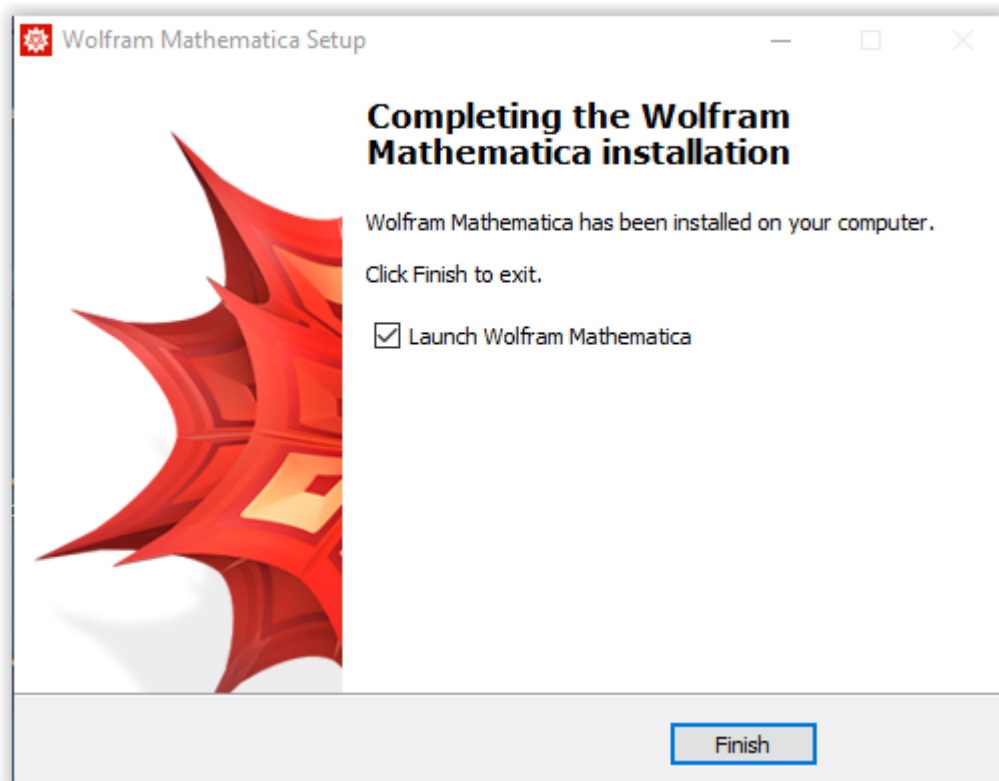 Wolfram Mathematica Setup
Completing the Wolfram
Mathematica installation
Wolfram Mathematica has been installed on your computer.
Click Finish to exit.
Launch Wolfram Mathematica
Finish